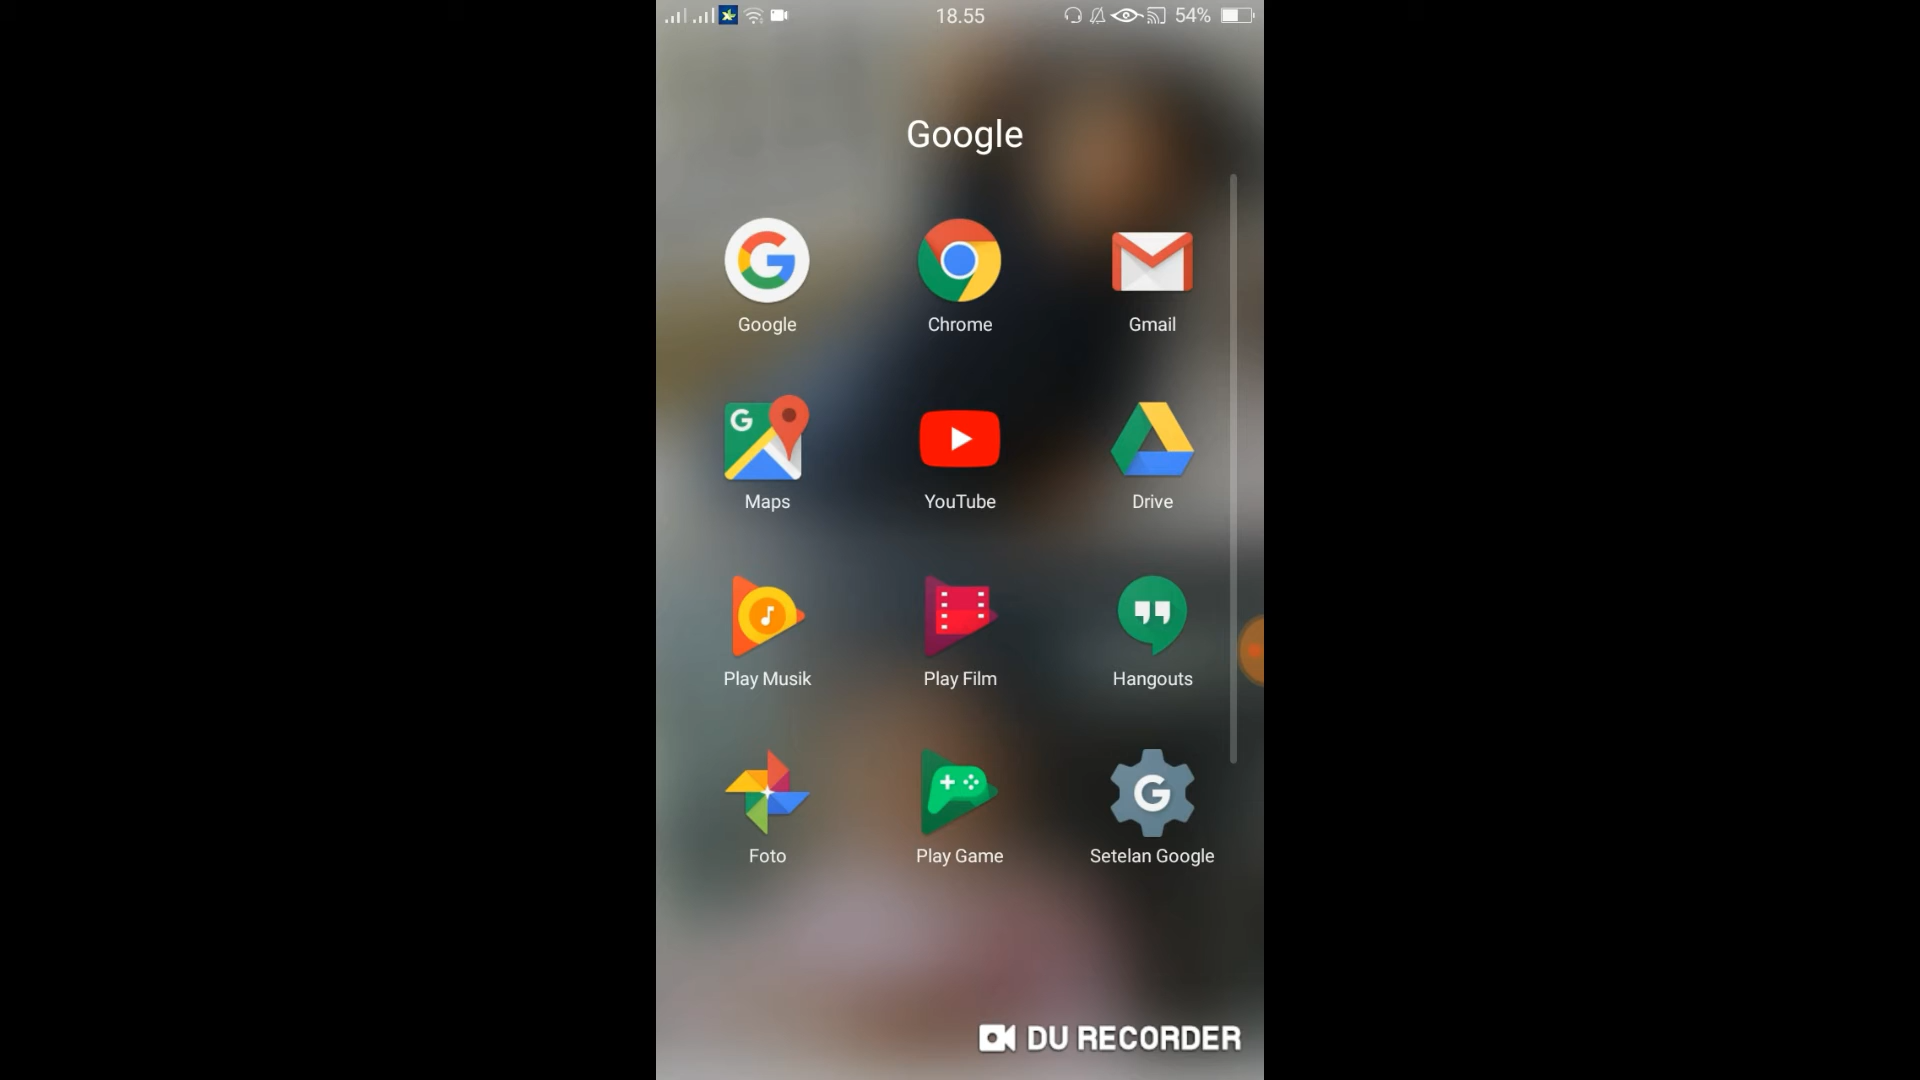 18.55
54%
Google
Google
Chrome
Gmail
Maps
YouTube
Drive
Play Musik
Play Film
Hangouts
Foto
Play Game
Setelan Google
DU RECORDER